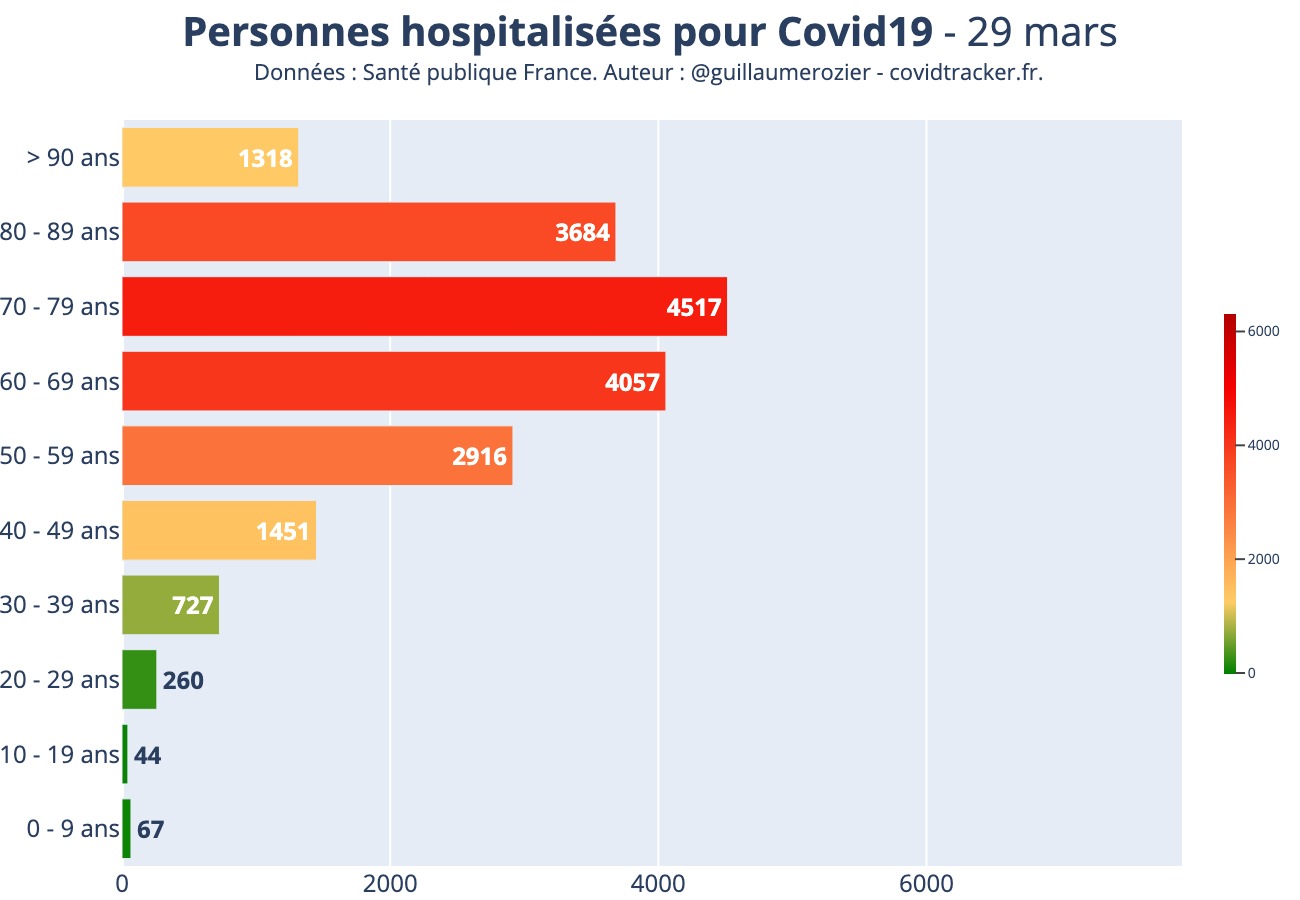 Personnes hospitalisées pour Covid19 - 29 mars
Données : Santé publique France. Auteur : @guillaumerozier - covidtracker.fr.
> 90 ans 1318
80 - 89 ans 3684
70 - 79 ans 4517
60 - 69 ans 4057
50 - 59 ans 2916
40 - 49 ans 1451
30 - 39 ans 727
20 - 29 ans 260
10 - 19 ans 44
0 - 9 ans 67
0 2000 4000 6000
6000
4000
2000
0